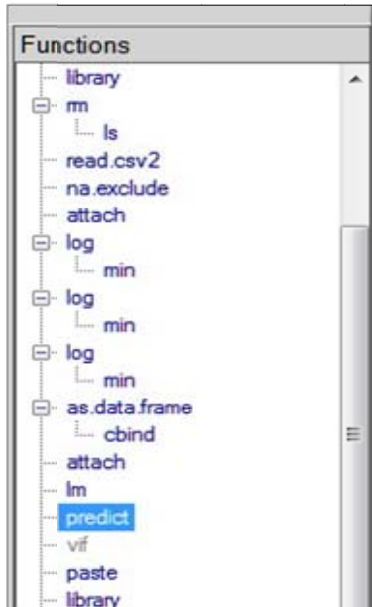 Functions
library
rm
ls
read.csv2
na.exclude
attach
log
min
log
min
log
min
as.data.frame
cbind
attach
lm
predict
vif
paste
library